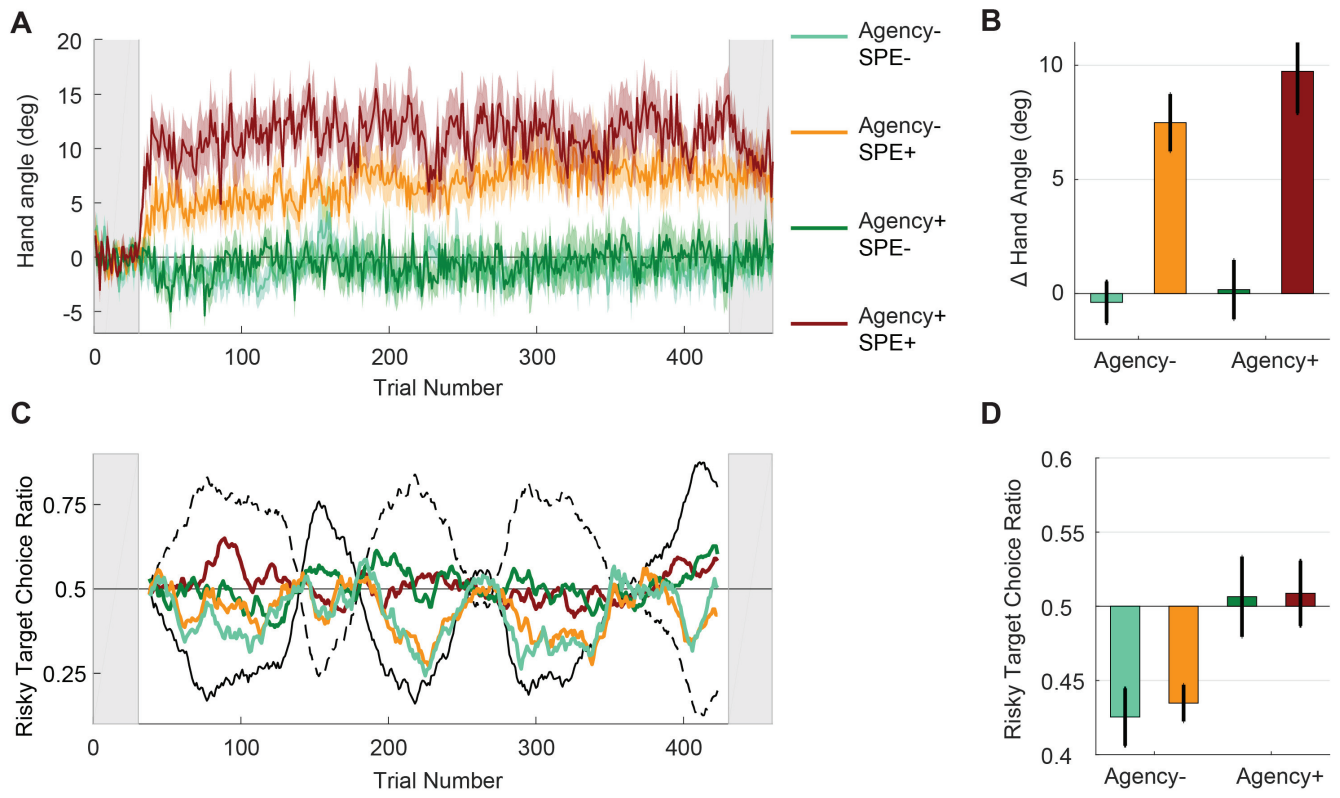 A
20
15
10
5
0
-5
Hand angle (deg)
0
100
200
300
400
Trial Number
Agency-
SPE-
Agency-
SPE+
Agency+
SPE-
Agency+
SPE+
B
10
5
0
Δ Hand Angle (deg)
Agency-
Agency+
C
0.75
0.5
0.25
Risky Target Choice Ratio
0
100
200
300
400
Trial Number
D
0.6
0.55
0.5
0.45
0.4
Risky Target Choice Ratio
Agency-
Agency+